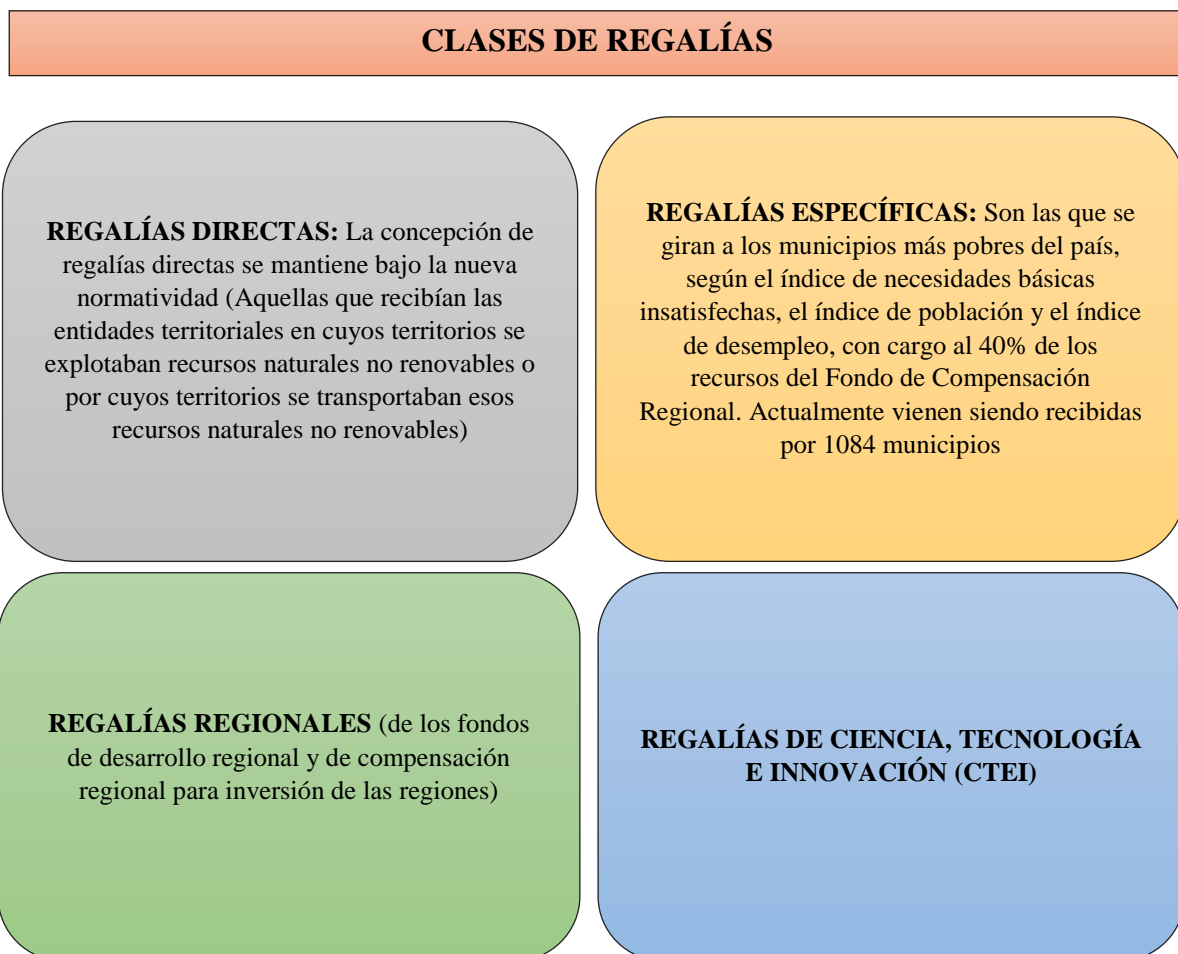 CLASES DE REGALÍAS
REGALÍAS DIRECTAS: La concepción de
regalías directas se mantiene bajo la nueva
normatividad (Aquellas que recibían las
entidades territoriales en cuyos territorios se
explotaban recursos naturales no renovables o
por cuyos territorios se transportaban esos
recursos naturales no renovables)
REGALÍAS ESPECÍFICAS: Son las que se
giran a los municipios más pobres del país,
según el índice de necesidades básicas
insatisfechas, el índice de población y el índice
de desempleo, con cargo al 40% de los
recursos del Fondo de Compensación
Regional. Actualmente vienen siendo recibidas
por 1084 municipios
REGALÍAS REGIONALES (de los fondos
de desarrollo regional y de compensación
regional para inversión de las regiones)
REGALÍAS DE CIENCIA, TECNOLOGÍA
E INNOVACIÓN (CTEI)